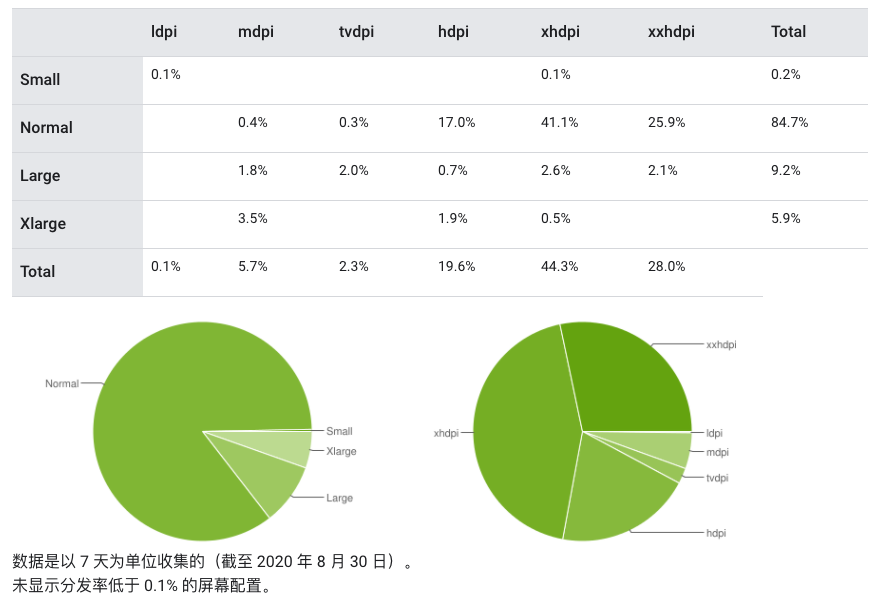 ldpi mdpi tvdpi hdpi xhdpi xxhdpi Total
Small 0.1% 0.1% 0.2%
Normal 0.4% 0.3% 17.0% 41.1% 25.9% 84.7%
Large 1.8% 2.0% 0.7% 2.6% 2.1% 9.2%
Xlarge 3.5% 1.9% 0.5% 5.9%
Total 0.1% 5.7% 2.3% 19.6% 44.3% 28.0%
Normal
Small
Xlarge
Large
xxhdpi
xhdpi
ldpi
mdpi
tvdpi
hdpi
数据是以 7 天为单位收集的（截至 2020 年 8 月 30 日）。
未显示分发率低于 0.1% 的屏幕配置。